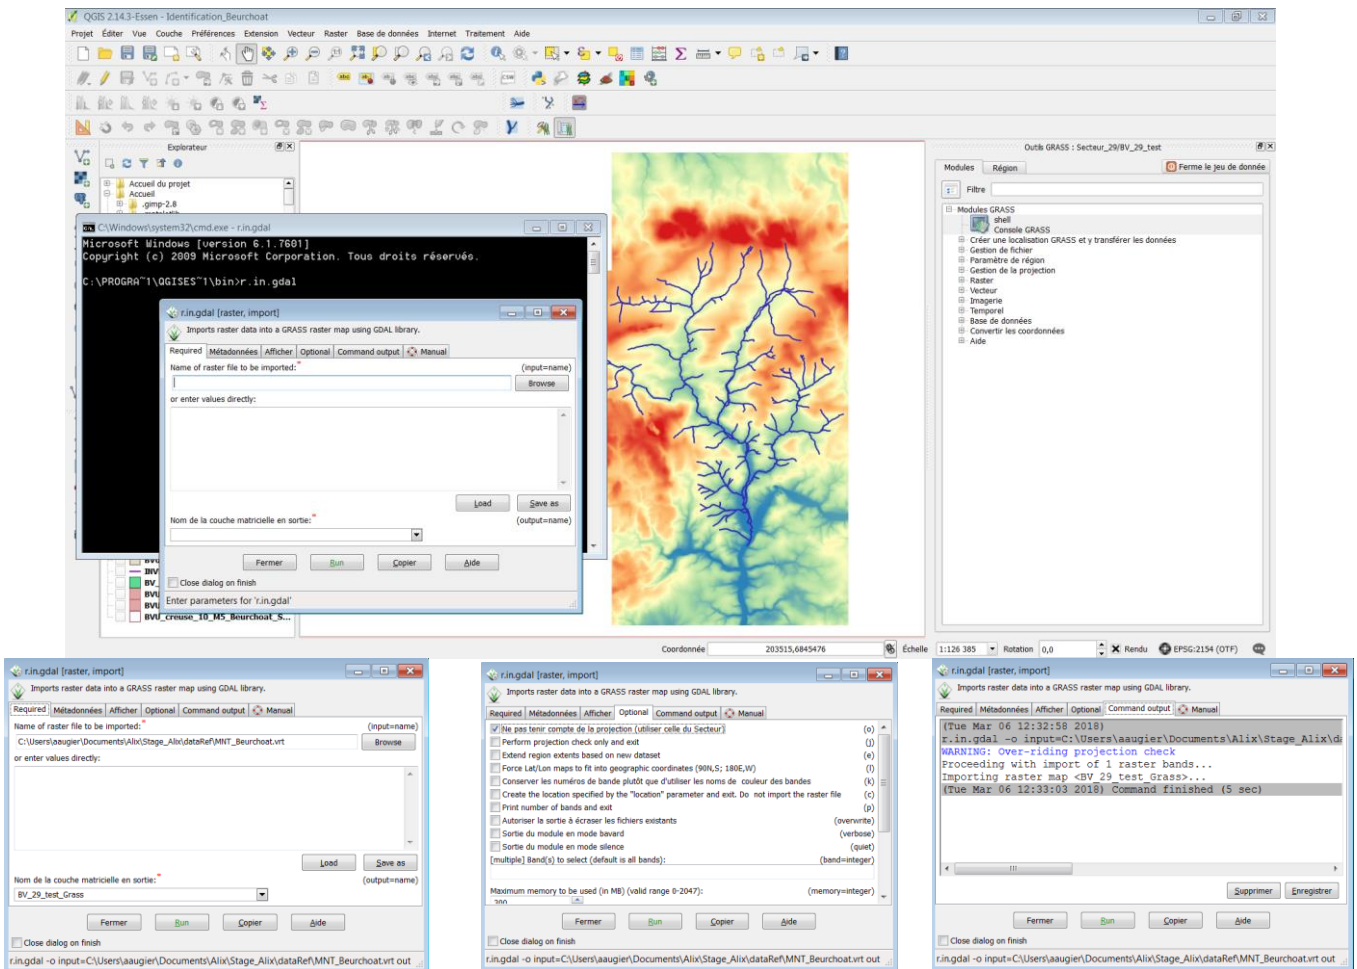 QGIS 2.14.3-Essen - Identification_Beurchoat
Projet Éditer Vue Couche Préférences Extension Vecteur Raster Base de données Internet Traitement Aide
Explorateur
Accueil du projet
Accueil
.gimp-2.8
C:\Windows\system32\cmd.exe - r.in.gdal
Microsoft Windows [version 6.1.7601]
Copyright (c) 2009 Microsoft Corporation. Tous droits réservés.
C:\PROGRA~1\QGISES~1\bin>r.in.gdal
r.in.gdal [raster, import]
Imports raster data into a GRASS raster map using GDAL library.
Required Métadonnées Afficher Optional Command output Manual
Name of raster file to be imported:* (input=name)
Browse
or enter values directly:
Load Save as
Nom de la couche matricielle en sortie:* (output=name)
Fermer Run Copier Aide
Close dialog on finish
Enter parameters for 'r.in.gdal'
BV_
BVU
BVU
BVU_creuse_10_M5_Beurchoat_S...
Outils GRASS : Secteur_29/BV_29_test
Modules Région Ferme le jeu de donnée
Filtre
Modules GRASS
shell
Console GRASS
Créer une localisation GRASS et y transférer les données
Gestion de fichier
Paramètre de région
Gestion de la projection
Raster
Vecteur
Imagerie
Temporel
Base de données
Convertir les coordonnées
Aide
Coordonnée 203515,6845476 Échelle 1:126 385 Rotation 0,0 Rendu EPSG:2154 (OTF)
r.in.gdal [raster, import]
Imports raster data into a GRASS raster map using GDAL library.
Required Métadonnées Afficher Optional Command output Manual
Name of raster file to be imported:* (input=name)
C:\Users\aaugier\Documents\Alix\Stage_Alix\dataRef\MNT_Beurchoat.vrt Browse
or enter values directly:
Load Save as
Nom de la couche matricielle en sortie:* (output=name)
BV_29_test_Grass
Fermer Run Copier Aide
Close dialog on finish
r.in.gdal -o input=C:\Users\aaugier\Documents\Alix\Stage_Alix\dataRef\MNT_Beurchoat.vrt out
r.in.gdal [raster, import]
Imports raster data into a GRASS raster map using GDAL library.
Required Métadonnées Afficher Optional Command output Manual
Ne pas tenir compte de la projection (utiliser celle du Secteur) (o)
Perform projection check only and exit (j)
Extend region extents based on new dataset (e)
Force Lat/Lon maps to fit into geographic coordinates (90N,S; 180E,W) (l)
Conserver les numéros de bande plutôt que d'utiliser les noms de couleur des bandes (k)
Create the location specified by the "location" parameter and exit. Do not import the raster file (c)
Print number of bands and exit (p)
Autoriser la sortie à écraser les fichiers existants (overwrite)
Sortie du module en mode bavard (verbose)
Sortie du module en mode silence (quiet)
[multiple] Band(s) to select (default is all bands): (band=integer)
Maximum memory to be used (in MB) (valid range 0-2047): (memory=integer)
300
Fermer Run Copier Aide
Close dialog on finish
r.in.gdal -o input=C:\Users\aaugier\Documents\Alix\Stage_Alix\dataRef\MNT_Beurchoat.vrt out
r.in.gdal [raster, import]
Imports raster data into a GRASS raster map using GDAL library.
Required Métadonnées Afficher Optional Command output Manual
(Tue Mar 06 12:32:58 2018)
r.in.gdal -o input=C:\Users\aaugier\Documents\Alix\Stage_Alix\da
WARNING: Over-riding projection check
Proceeding with import of 1 raster bands...
Importing raster map <BV_29_test_Grass>...
(Tue Mar 06 12:33:03 2018) Command finished (5 sec)
Supprimer Enregistrer
Fermer Run Copier Aide
Close dialog on finish
r.in.gdal -o input=C:\Users\aaugier\Documents\Alix\Stage_Alix\dataRef\MNT_Beurchoat.vrt out